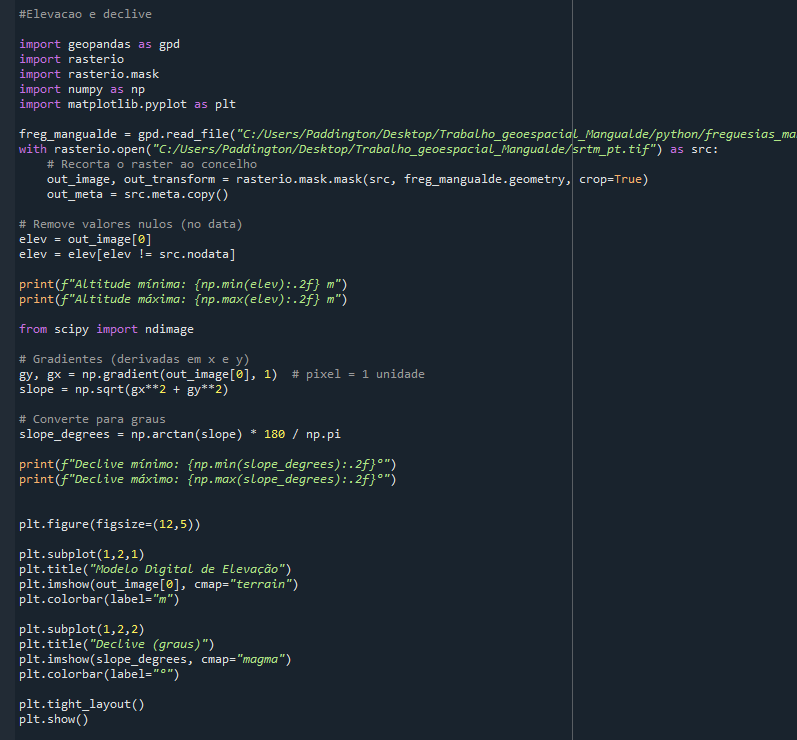 #Elevacao e declive

import geopandas as gpd
import rasterio
import rasterio.mask
import numpy as np
import matplotlib.pyplot as plt

freg_mangualde = gpd.read_file("C:/Users/Paddington/Desktop/Trabalho_geoespacial_Mangualde/python/freguesias_ma
with rasterio.open("C:/Users/Paddington/Desktop/Trabalho_geoespacial_Mangualde/srtm_pt.tif") as src:
    # Recorta o raster ao concelho
    out_image, out_transform = rasterio.mask.mask(src, freg_mangualde.geometry, crop=True)
    out_meta = src.meta.copy()

# Remove valores nulos (no data)
elev = out_image[0]
elev = elev[elev != src.nodata]

print(f"Altitude mínima: {np.min(elev):.2f} m")
print(f"Altitude máxima: {np.max(elev):.2f} m")

from scipy import ndimage

# Gradientes (derivadas em x e y)
gy, gx = np.gradient(out_image[0], 1)  # pixel = 1 unidade
slope = np.sqrt(gx**2 + gy**2)

# Converte para graus
slope_degrees = np.arctan(slope) * 180 / np.pi

print(f"Declive mínimo: {np.min(slope_degrees):.2f}°")
print(f"Declive máximo: {np.max(slope_degrees):.2f}°")


plt.figure(figsize=(12,5))

plt.subplot(1,2,1)
plt.title("Modelo Digital de Elevação")
plt.imshow(out_image[0], cmap="terrain")
plt.colorbar(label="m")

plt.subplot(1,2,2)
plt.title("Declive (graus)")
plt.imshow(slope_degrees, cmap="magma")
plt.colorbar(label="°")

plt.tight_layout()
plt.show()